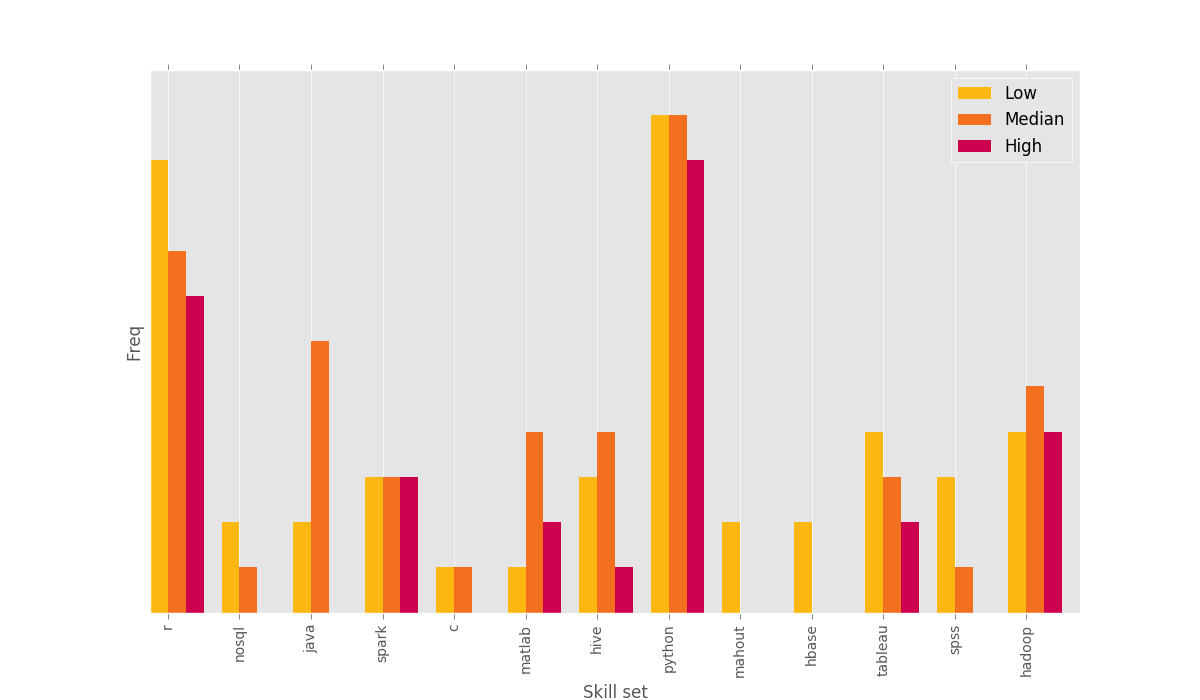 Low
Median
High
Freq
r
nosql
java
spark
c
matlab
hive
python
mahout
hbase
tableau
spss
hadoop
Skill set